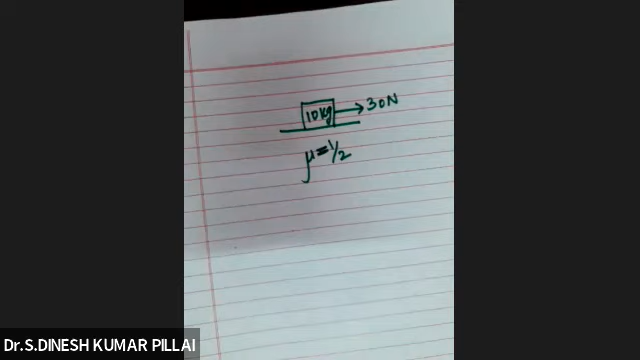 10kg → 30N
μ = 1/2
Dr.S.DINESH KUMAR PILLAI